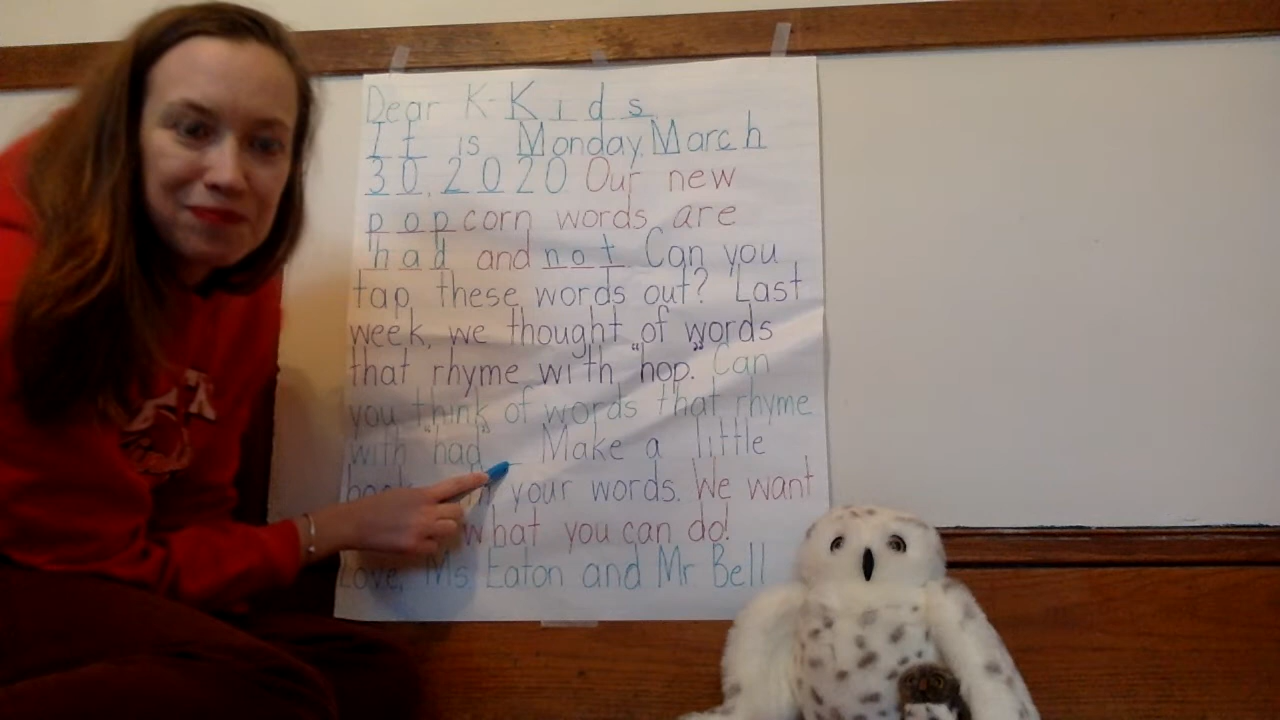 Dear K-Kids
It is Monday, March
30, 2020 Our new
popcorn words are
had and not. Can you
tap these words out? Last
week, we thought of words
that rhyme with "hop." Can
you think of words that rhyme
with "had"_ Make a little
your words. We want
what you can do!
Love, Ms. Eaton and Mr Bell